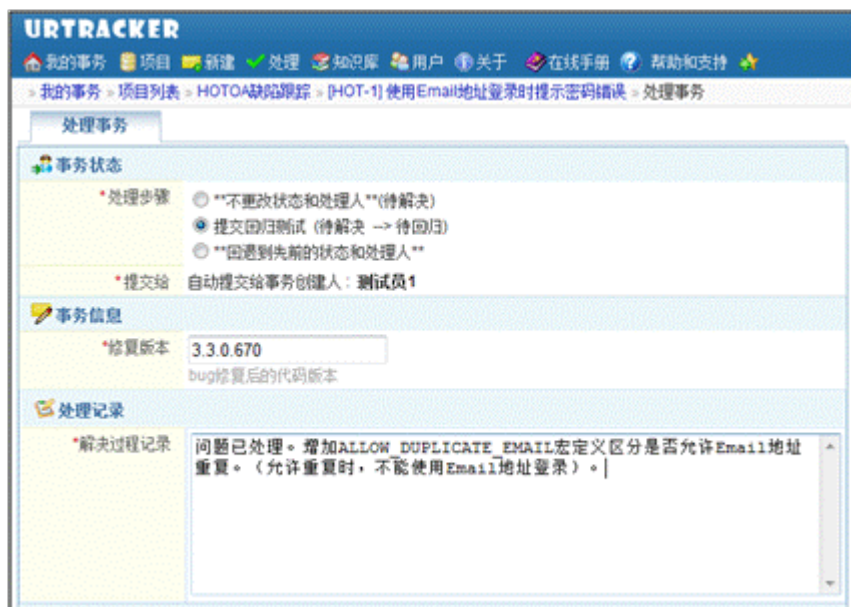 URTRACKER
我的事务 项目 新建 处理 知识库 用户 关于 在线手册 帮助和支持
» 我的事务 » 项目列表 » HOTOA缺陷跟踪 » [HOT-1] 使用Email地址登录时提示密码错误 » 处理事务
处理事务
事务状态
*处理步骤 **不更改状态和处理人**(待解决)
提交回归测试 (待解决 --> 待回归)
**回退到先前的状态和处理人**
*提交给 自动提交给事务创建人：测试员1
事务信息
*修复版本 3.3.0.670
bug修复后的代码版本
处理记录
*解决过程记录 问题已处理。增加ALLOW_DUPLICATE_EMAIL宏定义区分是否允许Email地址
重复。（允许重复时，不能使用Email地址登录）。